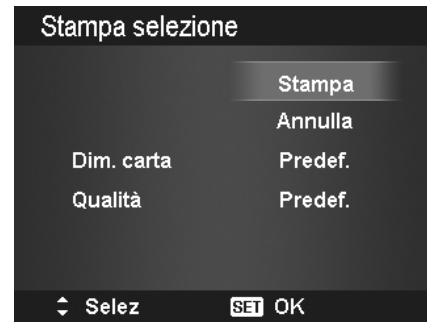 Stampa selezione
Stampa
Annulla
Dim. carta Predef.
Qualità Predef.
Selez SET OK